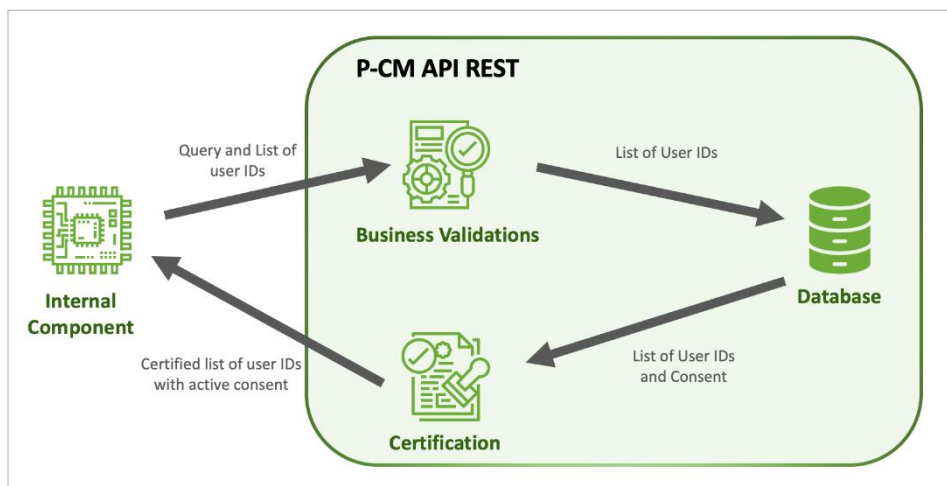 P-CM API REST
Query and List of
user IDs
List of User IDs
Business Validations
Internal
Component
Database
Certified list of user IDs
with active consent
List of User IDs
and Consent
Certification